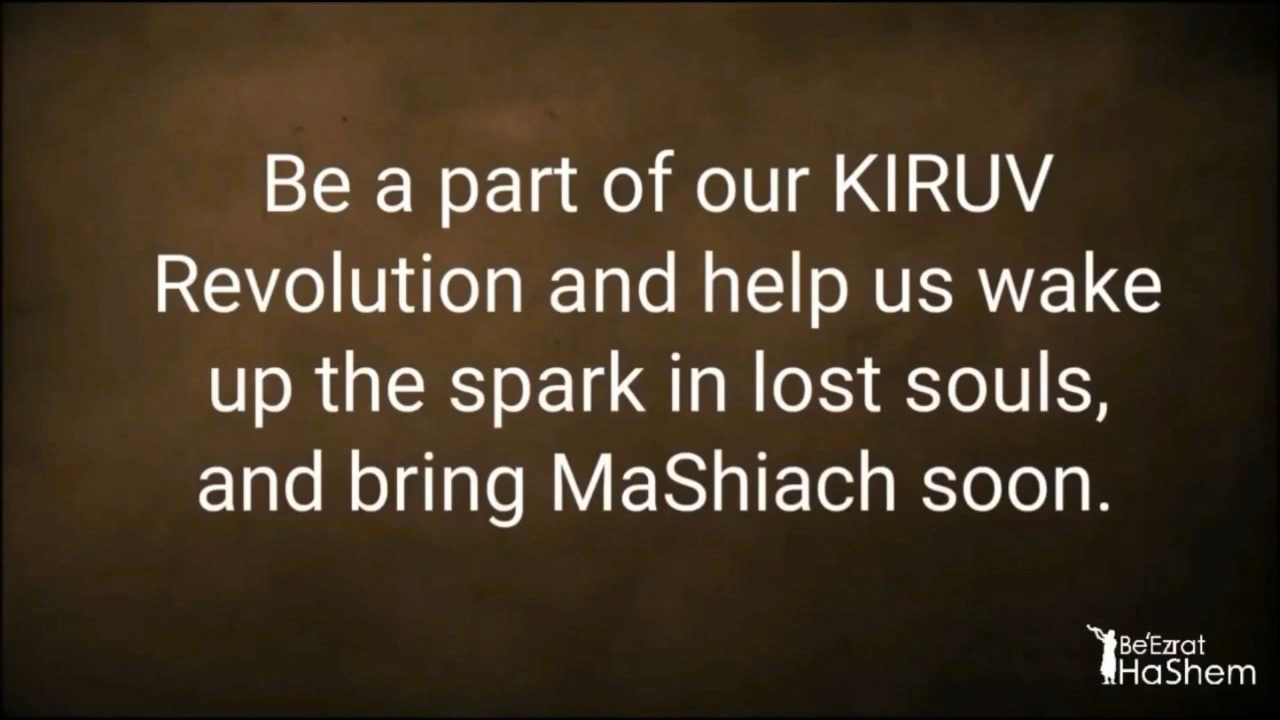 Be a part of our KIRUV
Revolution and help us wake
up the spark in lost souls,
and bring MaShiach soon.
Be'Ezrat
HaShem